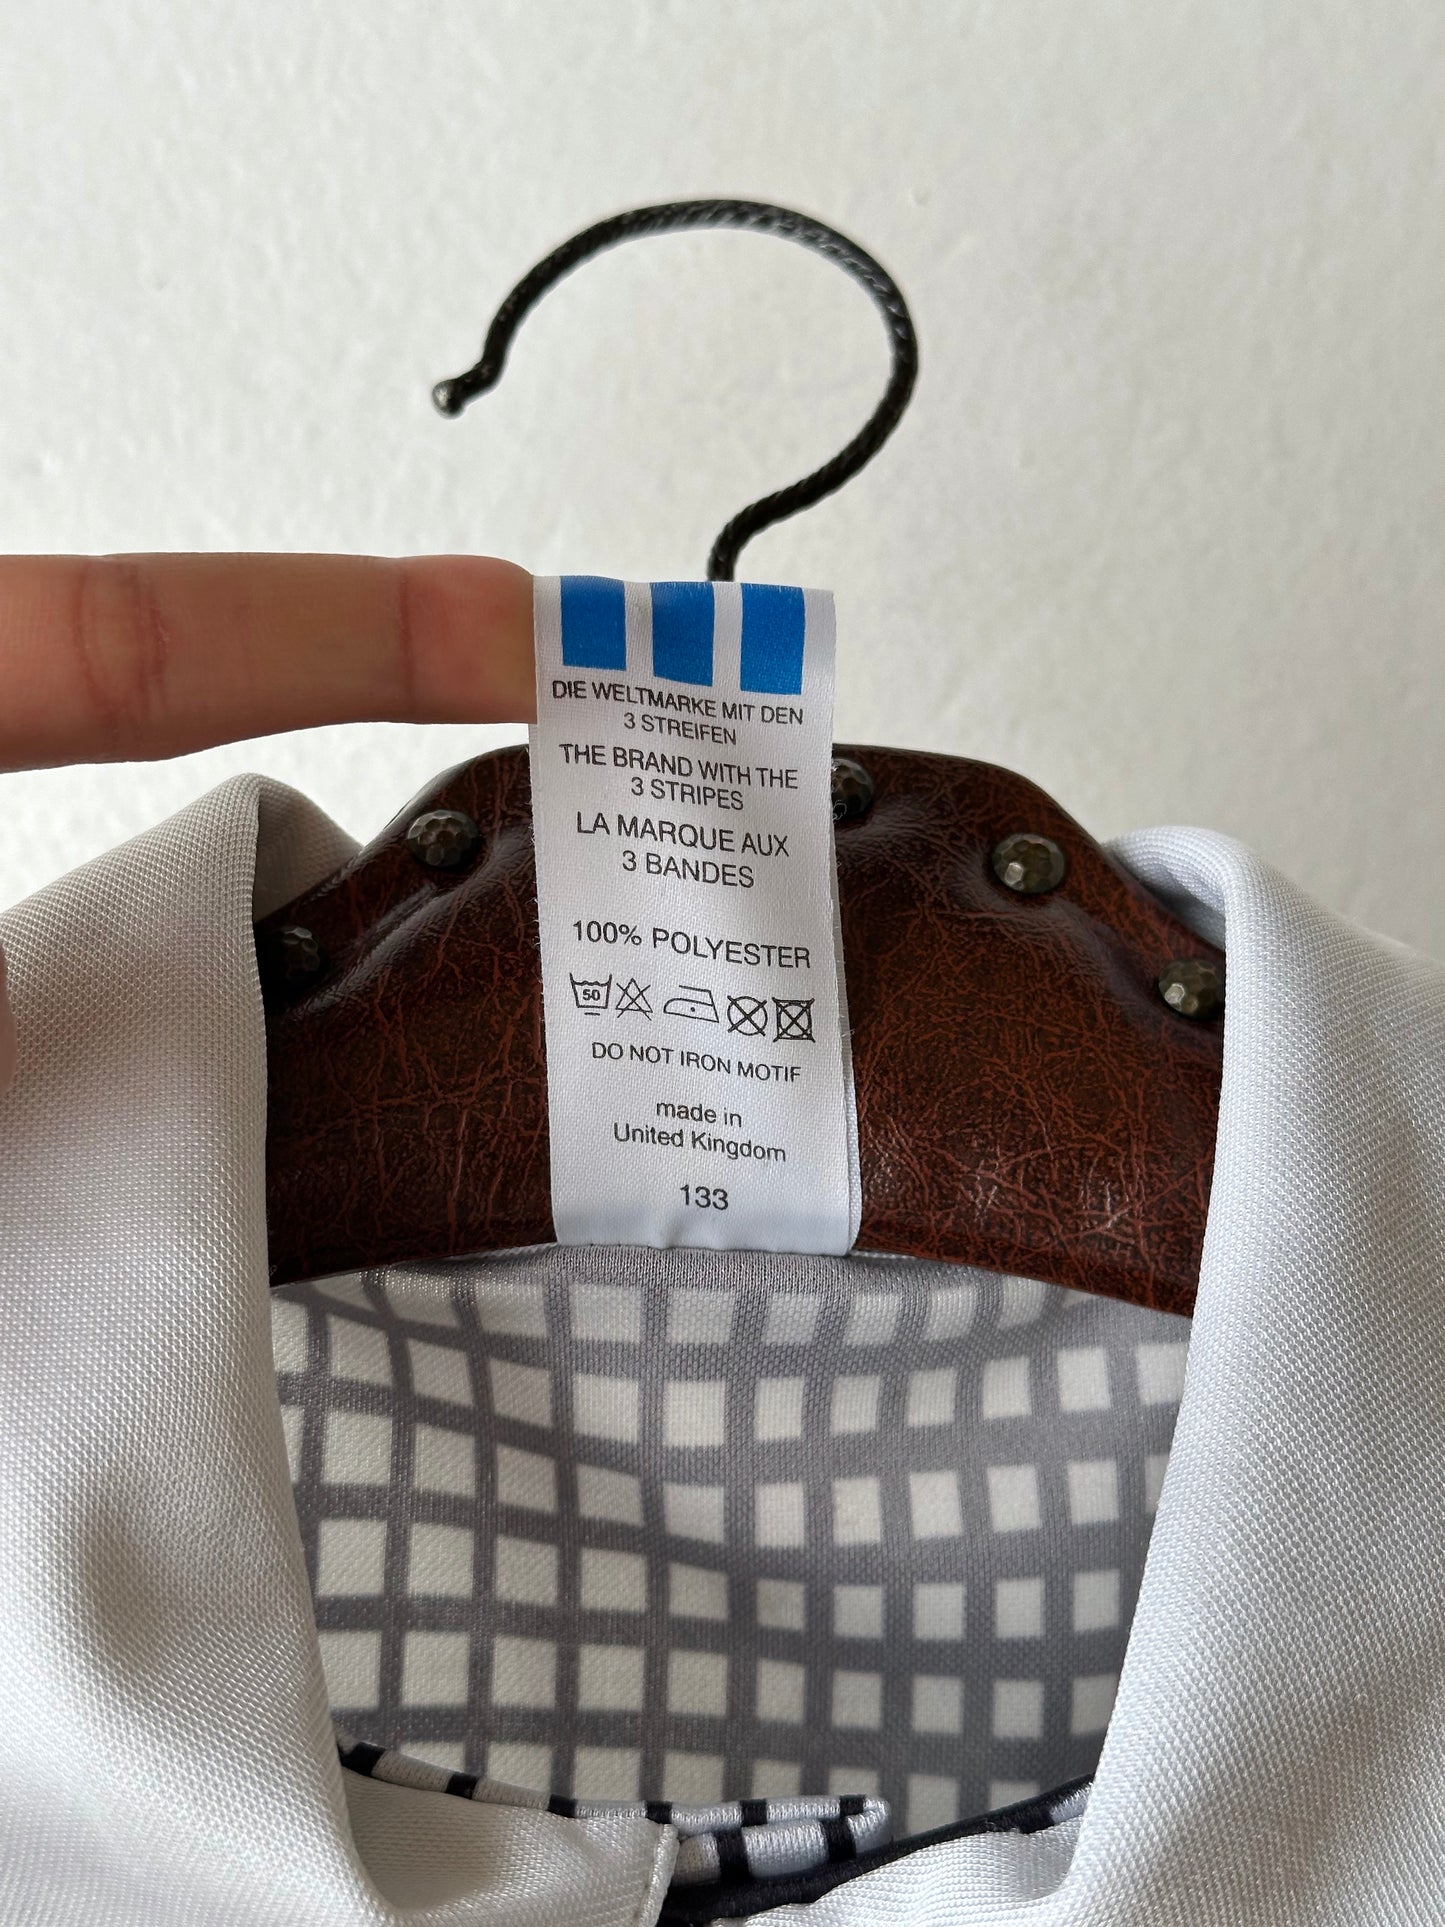 DIE WELTMARKE MIT DEN
3 STREIFEN
THE BRAND WITH THE
3 STRIPES
LA MARQUE AUX
3 BANDES
100% POLYESTER
50
DO NOT IRON MOTIF
made in
United Kingdom
133